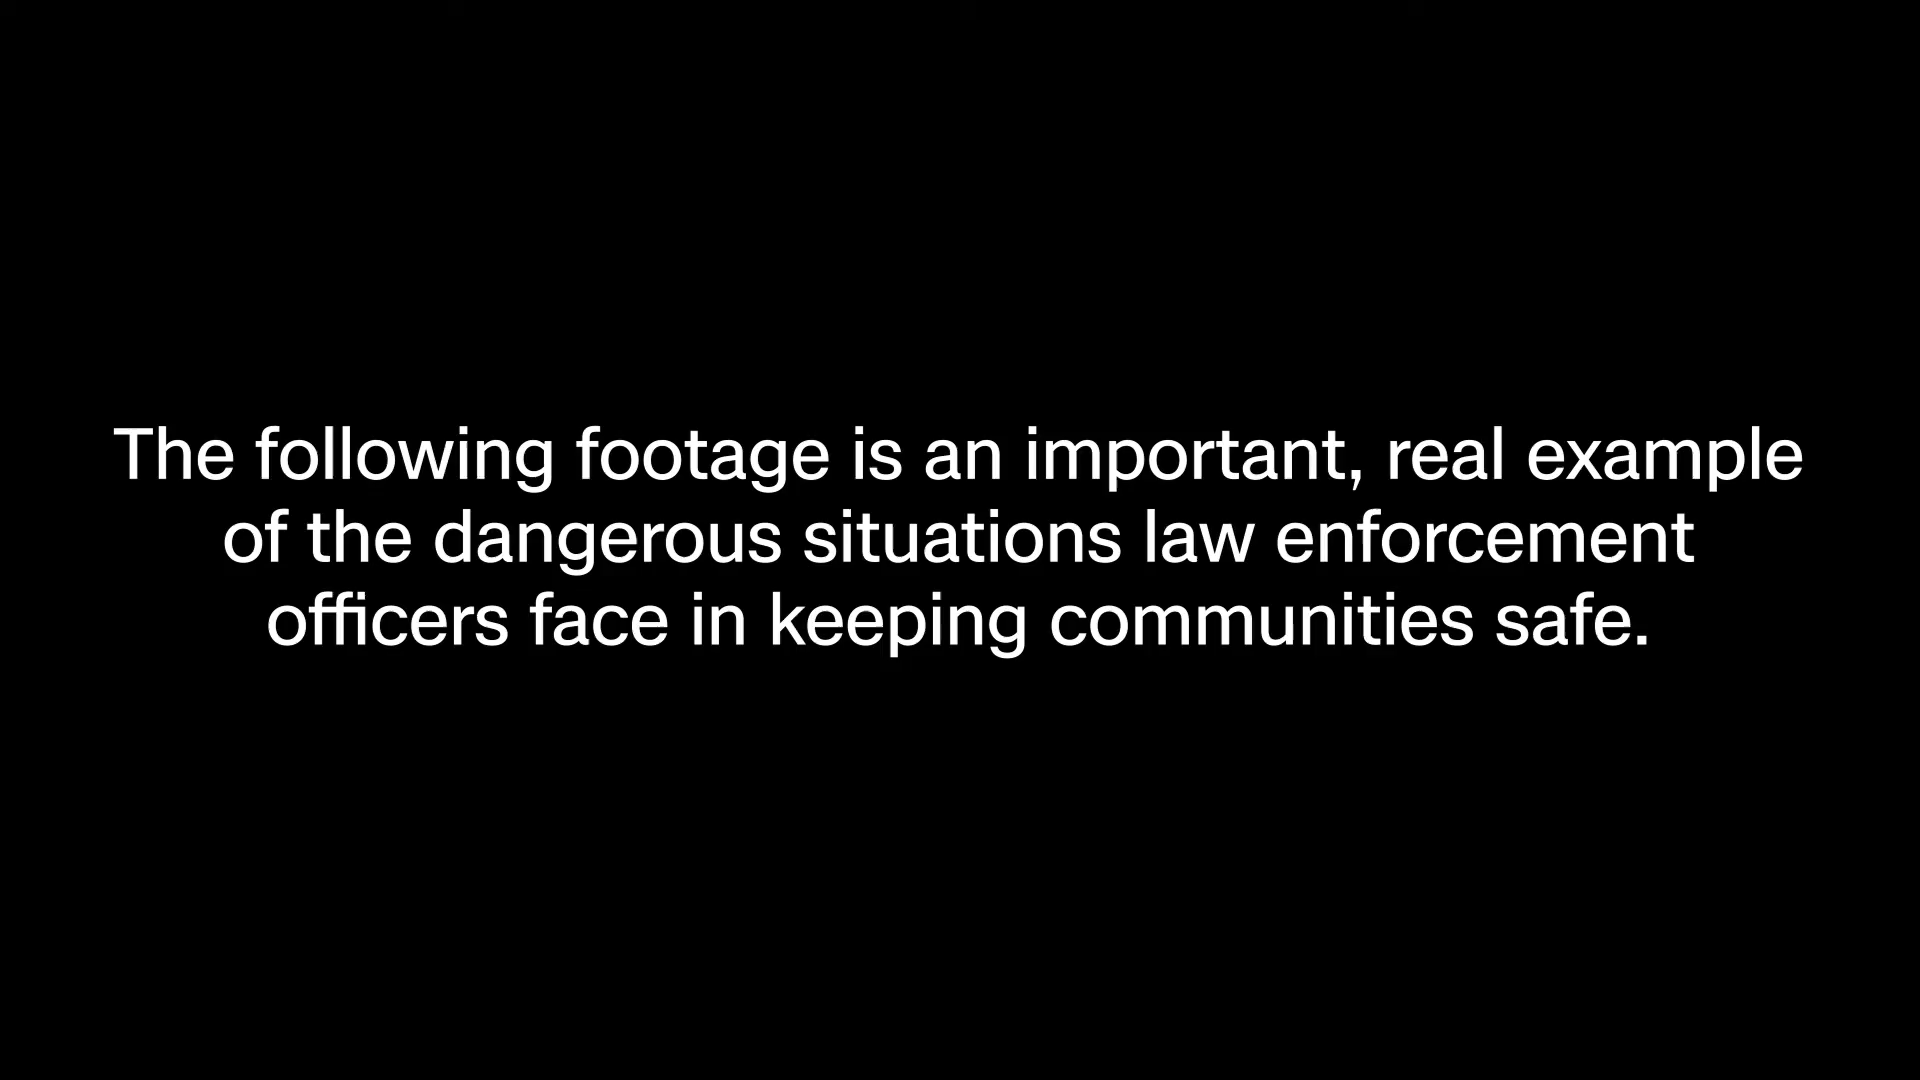 The following footage is an important, real example
of the dangerous situations law enforcement
officers face in keeping communities safe.